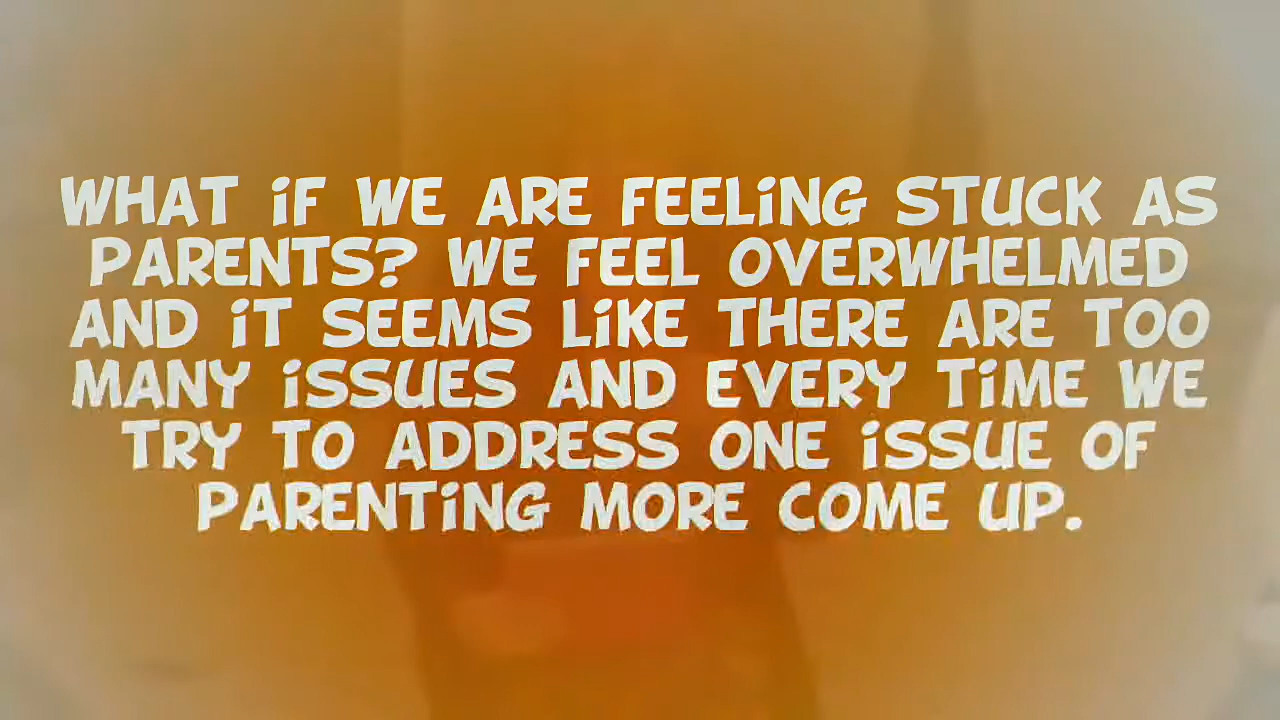 WHAT iF WE ARE FEELiNG STUCK AS
PARENTS? WE FEEL OVERWHELMED
AND iT SEEMS LiKE THERE ARE TOO
MANY iSSUES AND EVERY TiME WE
TRY TO ADDRESS ONE iSSUE OF
PARENTiNG MORE COME UP.